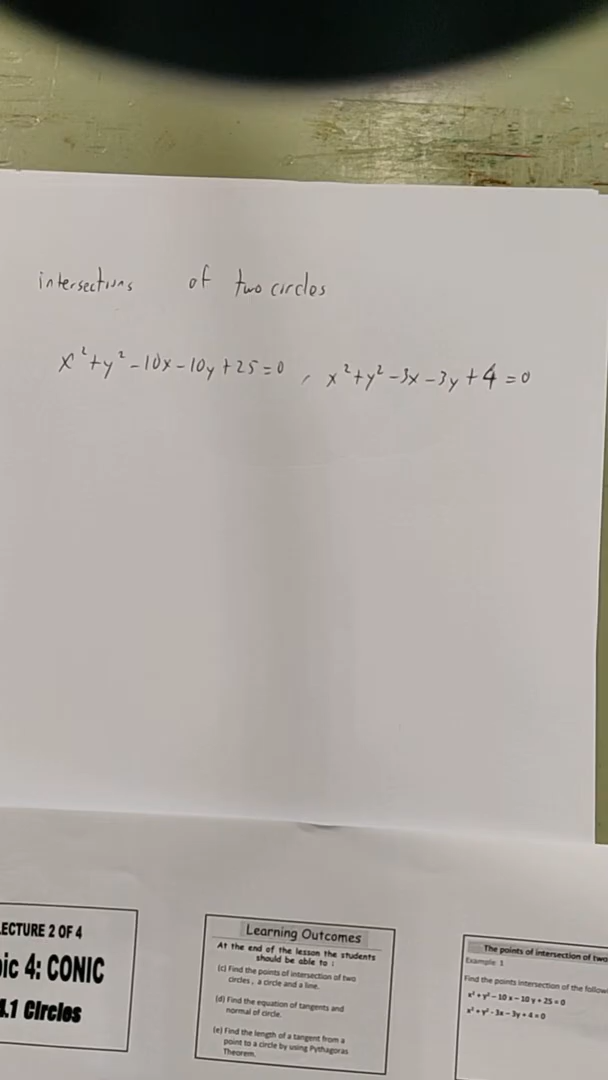 intersections of two circles
x²+y²-10x-10y+25=0 , x²+y²-3x-3y+4=0
LECTURE 2 OF 4
4: CONIC
4.1 Circles
Learning Outcomes
At the end of the lesson the students
should be able to :
(c) Find the points of intersection of two
circles , a circle and a line.
(d) Find the equation of tangents and
normal of circle.
(e) Find the length of a tangent from a
point to a circle by using Pythagoras
Theorem.
The points of intersection of two
Example 1
Find the points intersection of the
x² + y² - 10 x - 10 y + 25 = 0
x² + y² - 3x - 3y + 4 = 0